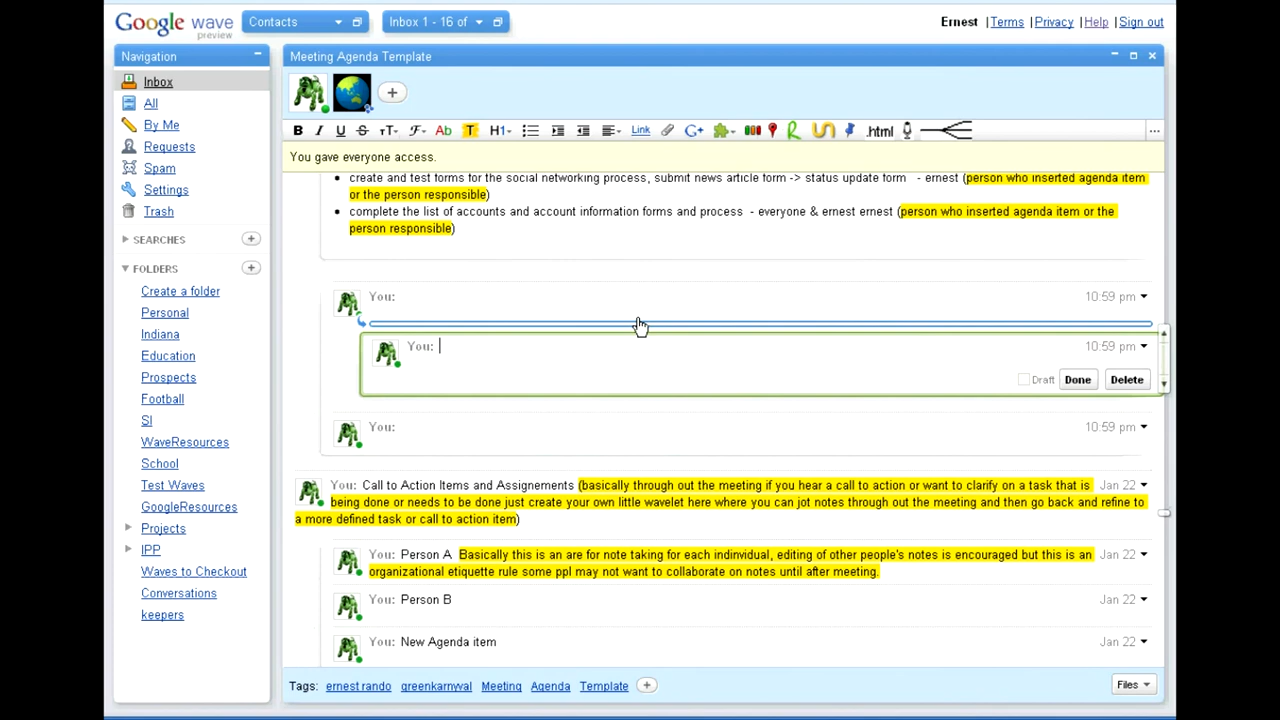 Google wave
preview
Contacts
Inbox 1 - 16 of
Ernest | Terms | Privacy | Help | Sign out
Navigation
Inbox
All
By Me
Requests
Spam
Settings
Trash
SEARCHES
FOLDERS
Create a folder
Personal
Indiana
Education
Prospects
Football
SI
WaveResources
School
Test Waves
GoogleResources
Projects
IPP
Waves to Checkout
Conversations
keepers
Meeting Agenda Template
B I U S T F Ab T H1 Link G+ R .html ...
You gave everyone access.
• create and test forms for the social networking process, submit news article form -> status update form - ernest (person who inserted agenda item
or the person responsible)
• complete the list of accounts and account information forms and process - everyone & ernest ernest (person who inserted agenda item or the
person responsible)
You: 10:59 pm
You: 10:59 pm
Draft Done Delete
You: 10:59 pm
You: Call to Action Items and Assignements (basically through out the meeting if you hear a call to action or want to clarify on a task that is Jan 22
being done or needs to be done just create your own little wavelet here where you can jot notes through out the meeting and then go back and refine to
a more defined task or call to action item)
You: Person A Basically this is an are for note taking for each indinvidual, editing of other people's notes is encouraged but this is an Jan 22
organizational etiquette rule some ppl may not want to collaborate on notes until after meeting.
You: Person B Jan 22
You: New Agenda item Jan 22
Tags: ernest rando greenkarnyval Meeting Agenda Template
Files